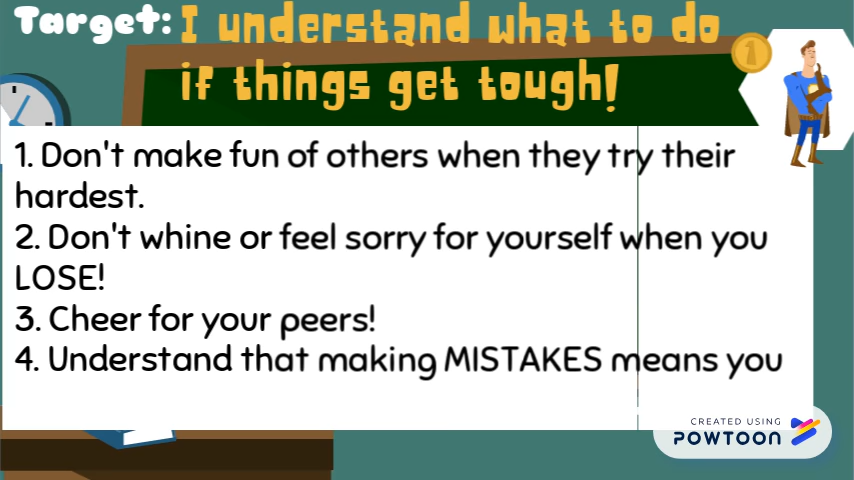 Target: I understand what to do
if things get tough!
1
1. Don't make fun of others when they try their
hardest.
2. Don't whine or feel sorry for yourself when you
LOSE!
3. Cheer for your peers!
4. Understand that making MISTAKES means you
CREATED USING
POWTOON